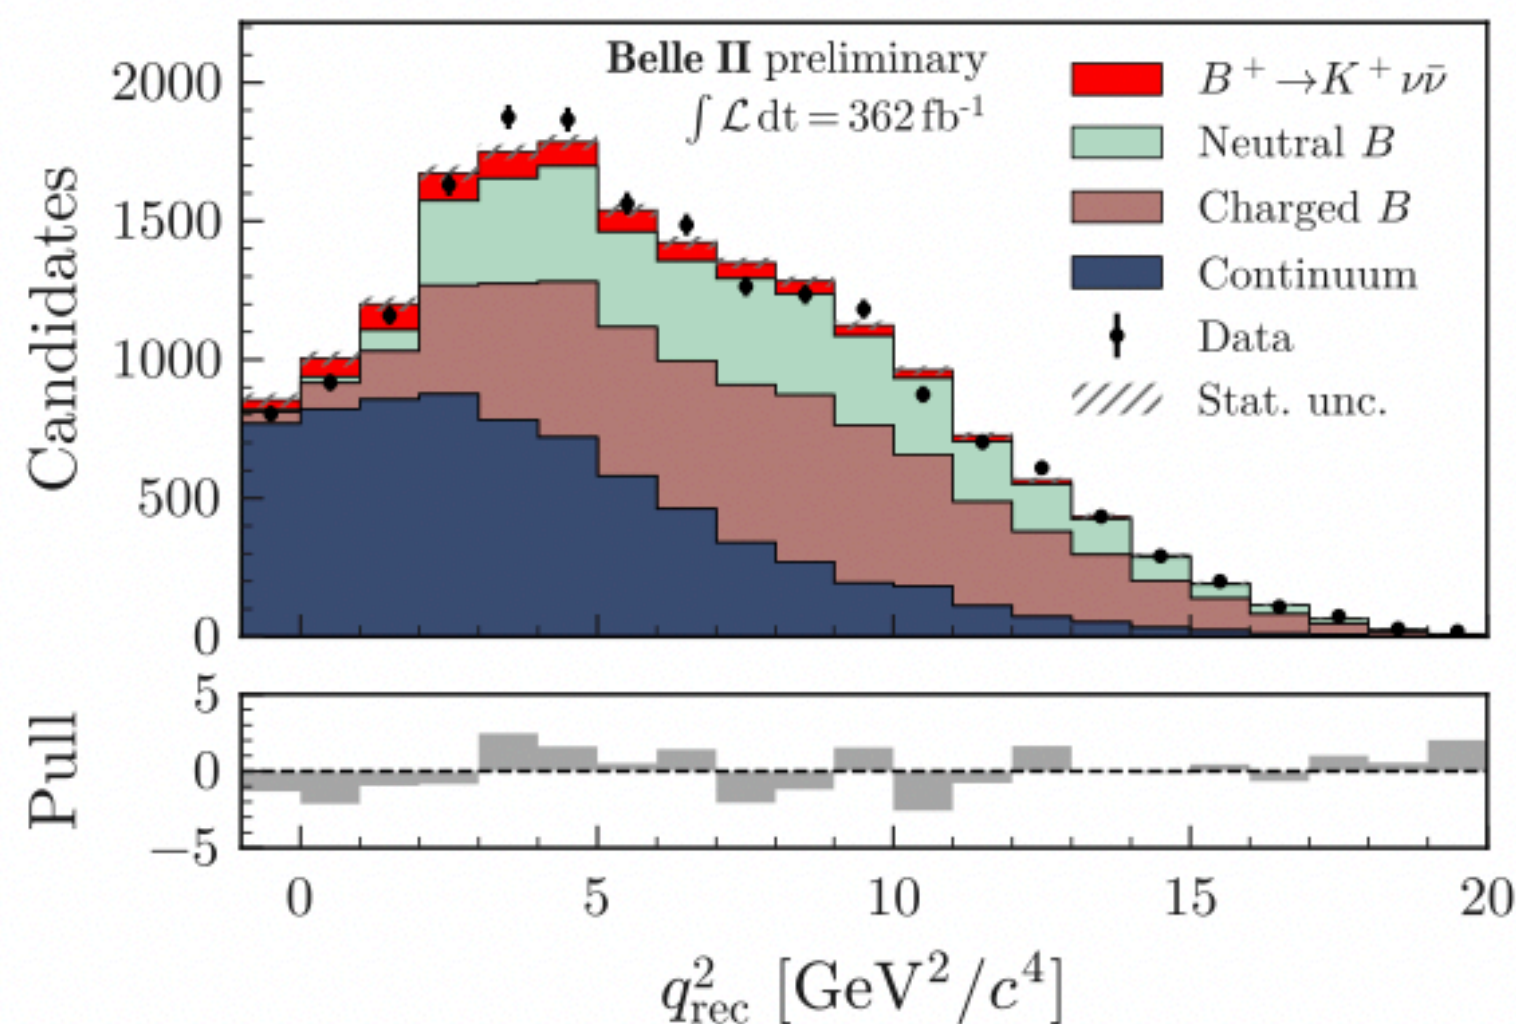 Belle II preliminary
∫ ℒ dt = 362 fb⁻¹
B⁺→K⁺νν̄
Neutral B
Charged B
Continuum
Data
Stat. unc.
Candidates
2000
1500
1000
500
0
Pull
5
0
−5
0 5 10 15 20
q²rec [GeV²/c⁴]